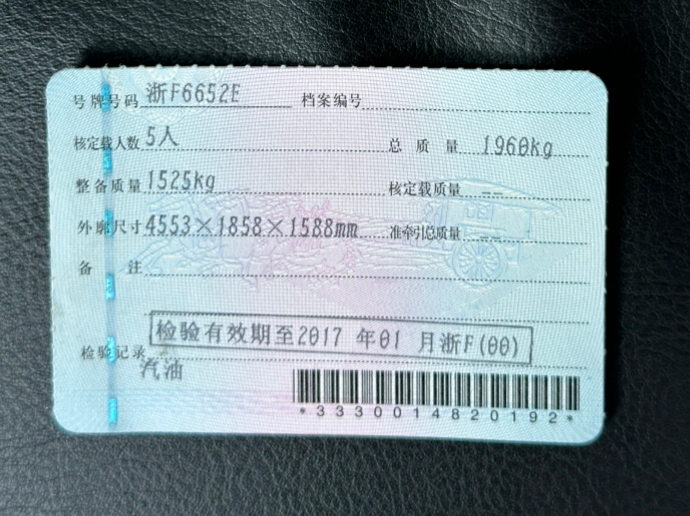 号牌号码 浙F6652E 档案编号
核定载人数 5人 总质量 1960kg
整备质量 1525kg 核定载质量 --
外廓尺寸 4553×1858×1588mm 准牵引总质量
备注
检验有效期至2017 年01 月浙F(00)
检验记录
汽油
*3330014820192*